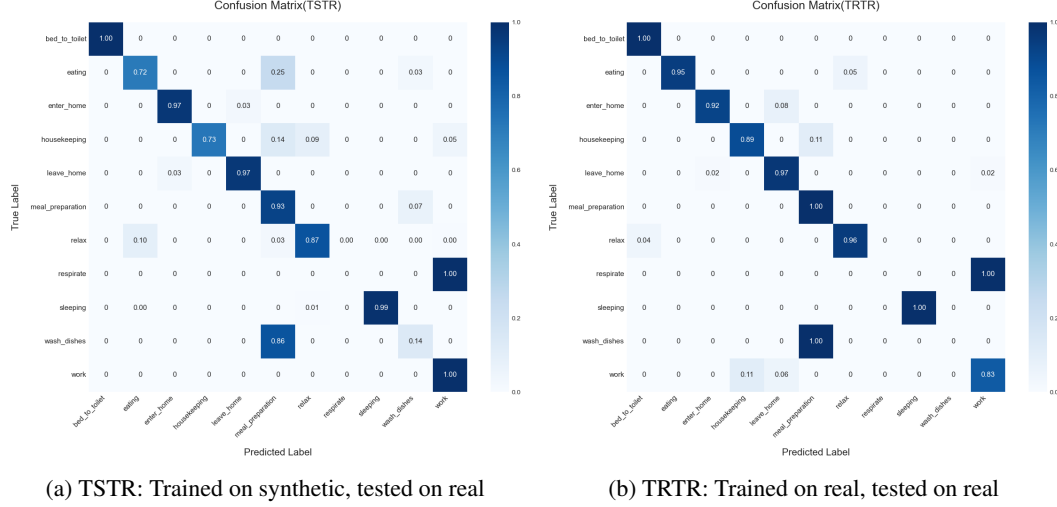 Confusion Matrix(TSTR)
True Label
bed_to_toilet 1.00 0 0 0 0 0 0 0 0 0 0
eating 0 0.72 0 0 0 0.25 0 0 0 0.03 0
enter_home 0 0 0.97 0 0.03 0 0 0 0 0 0
housekeeping 0 0 0 0.73 0 0.14 0.09 0 0 0 0.05
leave_home 0 0 0.03 0 0.97 0 0 0 0 0 0
meal_preparation 0 0 0 0 0 0.93 0 0 0 0.07 0
relax 0 0.10 0 0 0 0.03 0.87 0.00 0.00 0.00 0.00
respirate 0 0 0 0 0 0 0 0 0 0 1.00
sleeping 0 0.00 0 0 0 0 0.01 0 0.99 0 0
wash_dishes 0 0 0 0 0 0.86 0 0 0 0.14 0
work 0 0 0 0 0 0 0 0 0 0 1.00
bed_to_toilet eating enter_home housekeeping leave_home meal_preparation relax respirate sleeping wash_dishes work
Predicted Label
1.0
0.8
0.6
0.4
0.2
0.0
(a) TSTR: Trained on synthetic, tested on real
Confusion Matrix(TRTR)
True Label
bed_to_toilet 1.00 0 0 0 0 0 0 0 0 0 0
eating 0 0.95 0 0 0 0 0.05 0 0 0 0
enter_home 0 0 0.92 0 0.08 0 0 0 0 0 0
housekeeping 0 0 0 0.89 0 0.11 0 0 0 0 0
leave_home 0 0 0.02 0 0.97 0 0 0 0 0 0.02
meal_preparation 0 0 0 0 0 1.00 0 0 0 0 0
relax 0.04 0 0 0 0 0 0.96 0 0 0 0
respirate 0 0 0 0 0 0 0 0 0 0 1.00
sleeping 0 0 0 0 0 0 0 0 1.00 0 0
wash_dishes 0 0 0 0 0 1.00 0 0 0 0 0
work 0 0 0 0.11 0.06 0 0 0 0 0 0.83
bed_to_toilet eating enter_home housekeeping leave_home meal_preparation relax respirate sleeping wash_dishes work
Predicted Label
1.0
0.8
0.6
0.4
0.2
0.0
(b) TRTR: Trained on real, tested on real